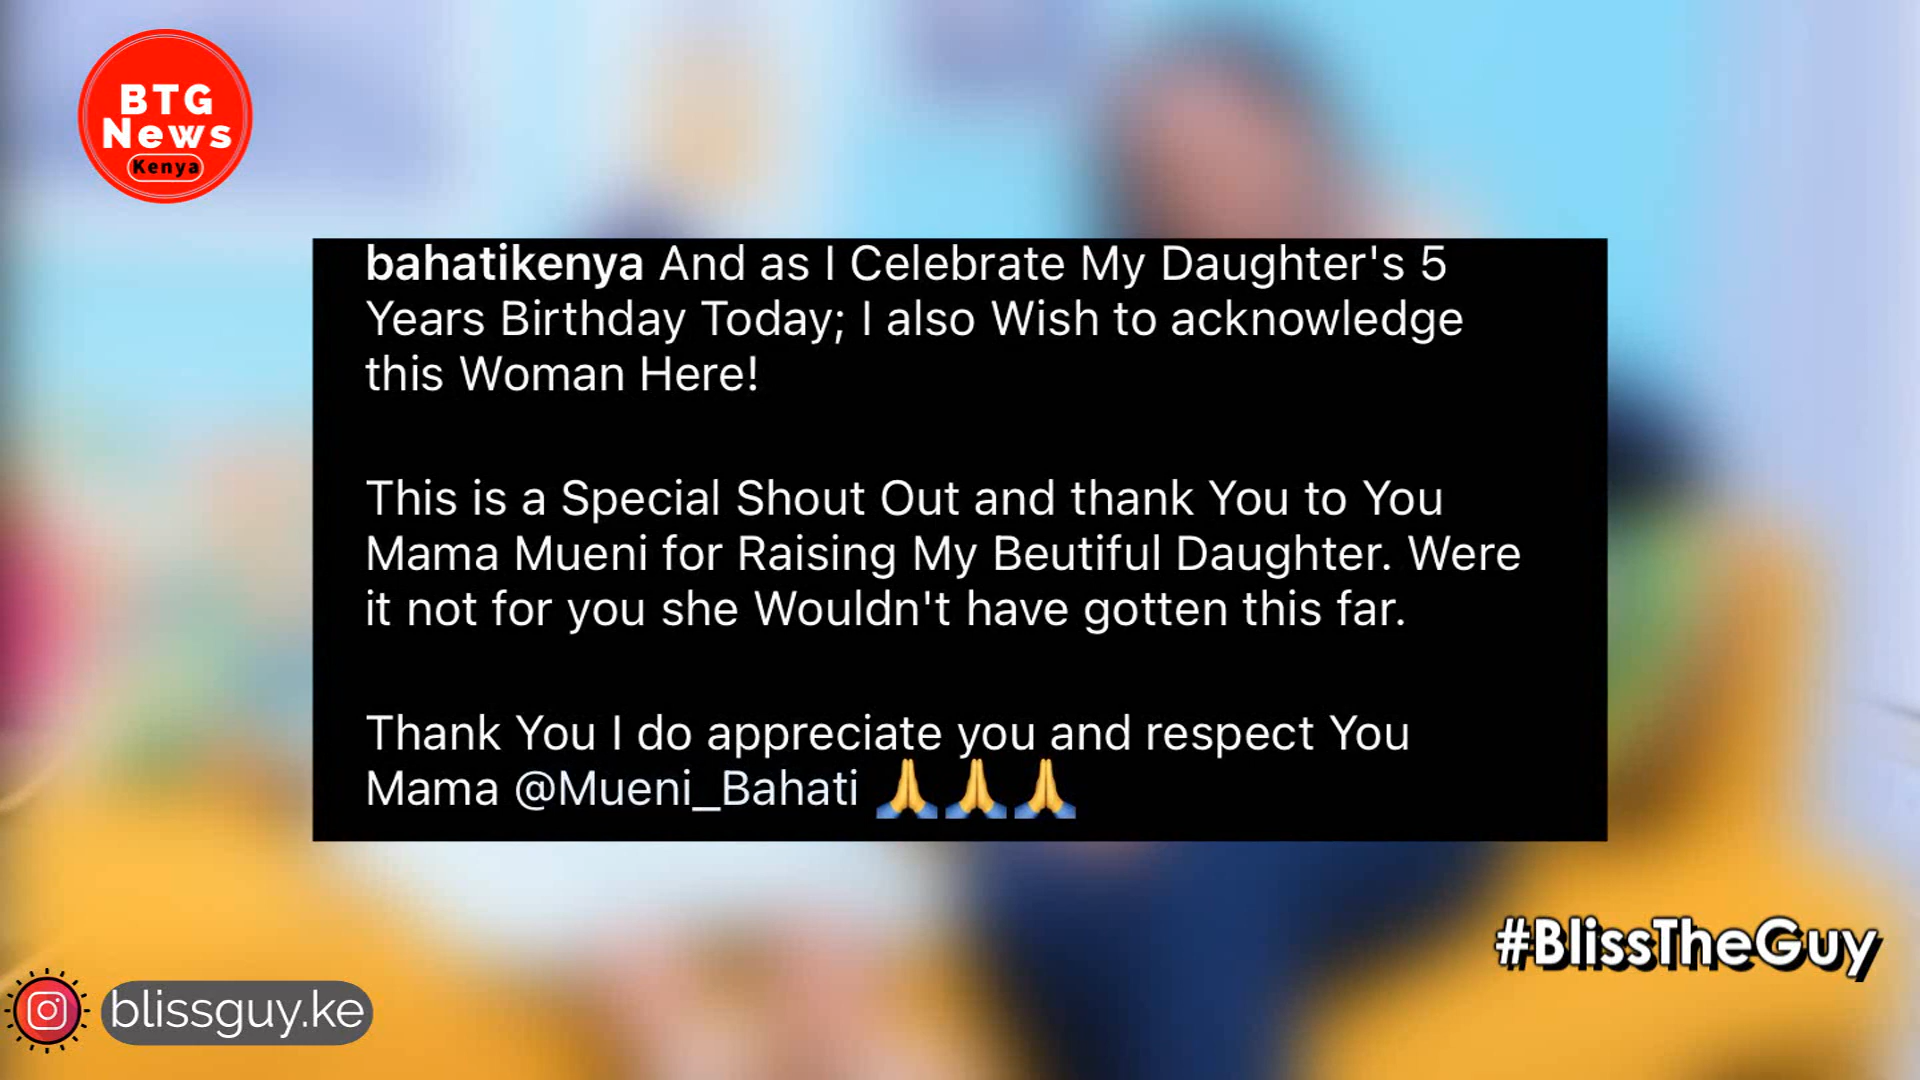 BTG
News
Kenya
bahatikenya And as I Celebrate My Daughter's 5
Years Birthday Today; I also Wish to acknowledge
this Woman Here!
This is a Special Shout Out and thank You to You
Mama Mueni for Raising My Beutiful Daughter. Were
it not for you she Wouldn't have gotten this far.
Thank You I do appreciate you and respect You
Mama @Mueni_Bahati 🙏🙏🙏
#BlissTheGuy
blissguy.ke